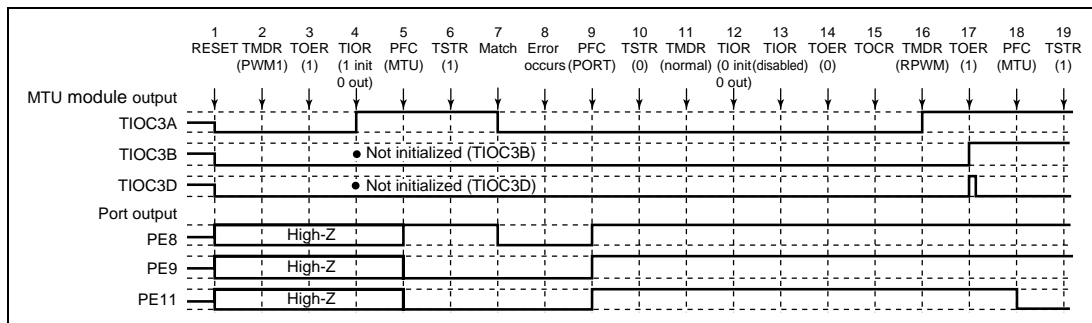 1 2 3 4 5 6 7 8 9 10 11 12 13 14 15 16 17 18 19
RESET TMDR TOER TIOR PFC TSTR Match Error PFC TSTR TMDR TIOR TIOR TOER TOCR TMDR TOER PFC TSTR
(PWM1) (1) (1 init (MTU) (1) occurs (PORT) (0) (normal) (0 init (disabled) (0) (RPWM) (1) (MTU) (1)
0 out) 0 out)
MTU module output
TIOC3A
TIOC3B • Not initialized (TIOC3B)
TIOC3D • Not initialized (TIOC3D)
Port output
PE8 High-Z
PE9 High-Z
PE11 High-Z